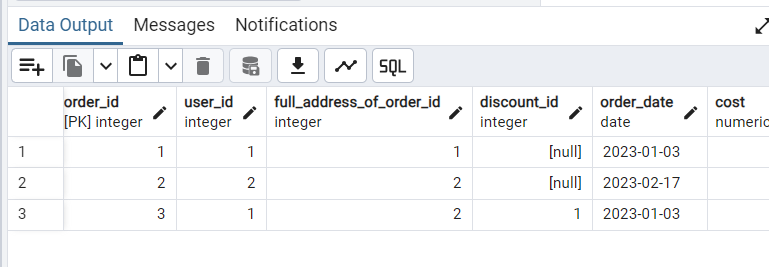 Data Output Messages Notifications
SQL
order_id user_id full_address_of_order_id discount_id order_date cost
[PK] integer integer integer integer date numeric
1 1 1 1 [null] 2023-01-03
2 2 2 2 [null] 2023-02-17
3 3 1 2 1 2023-01-03